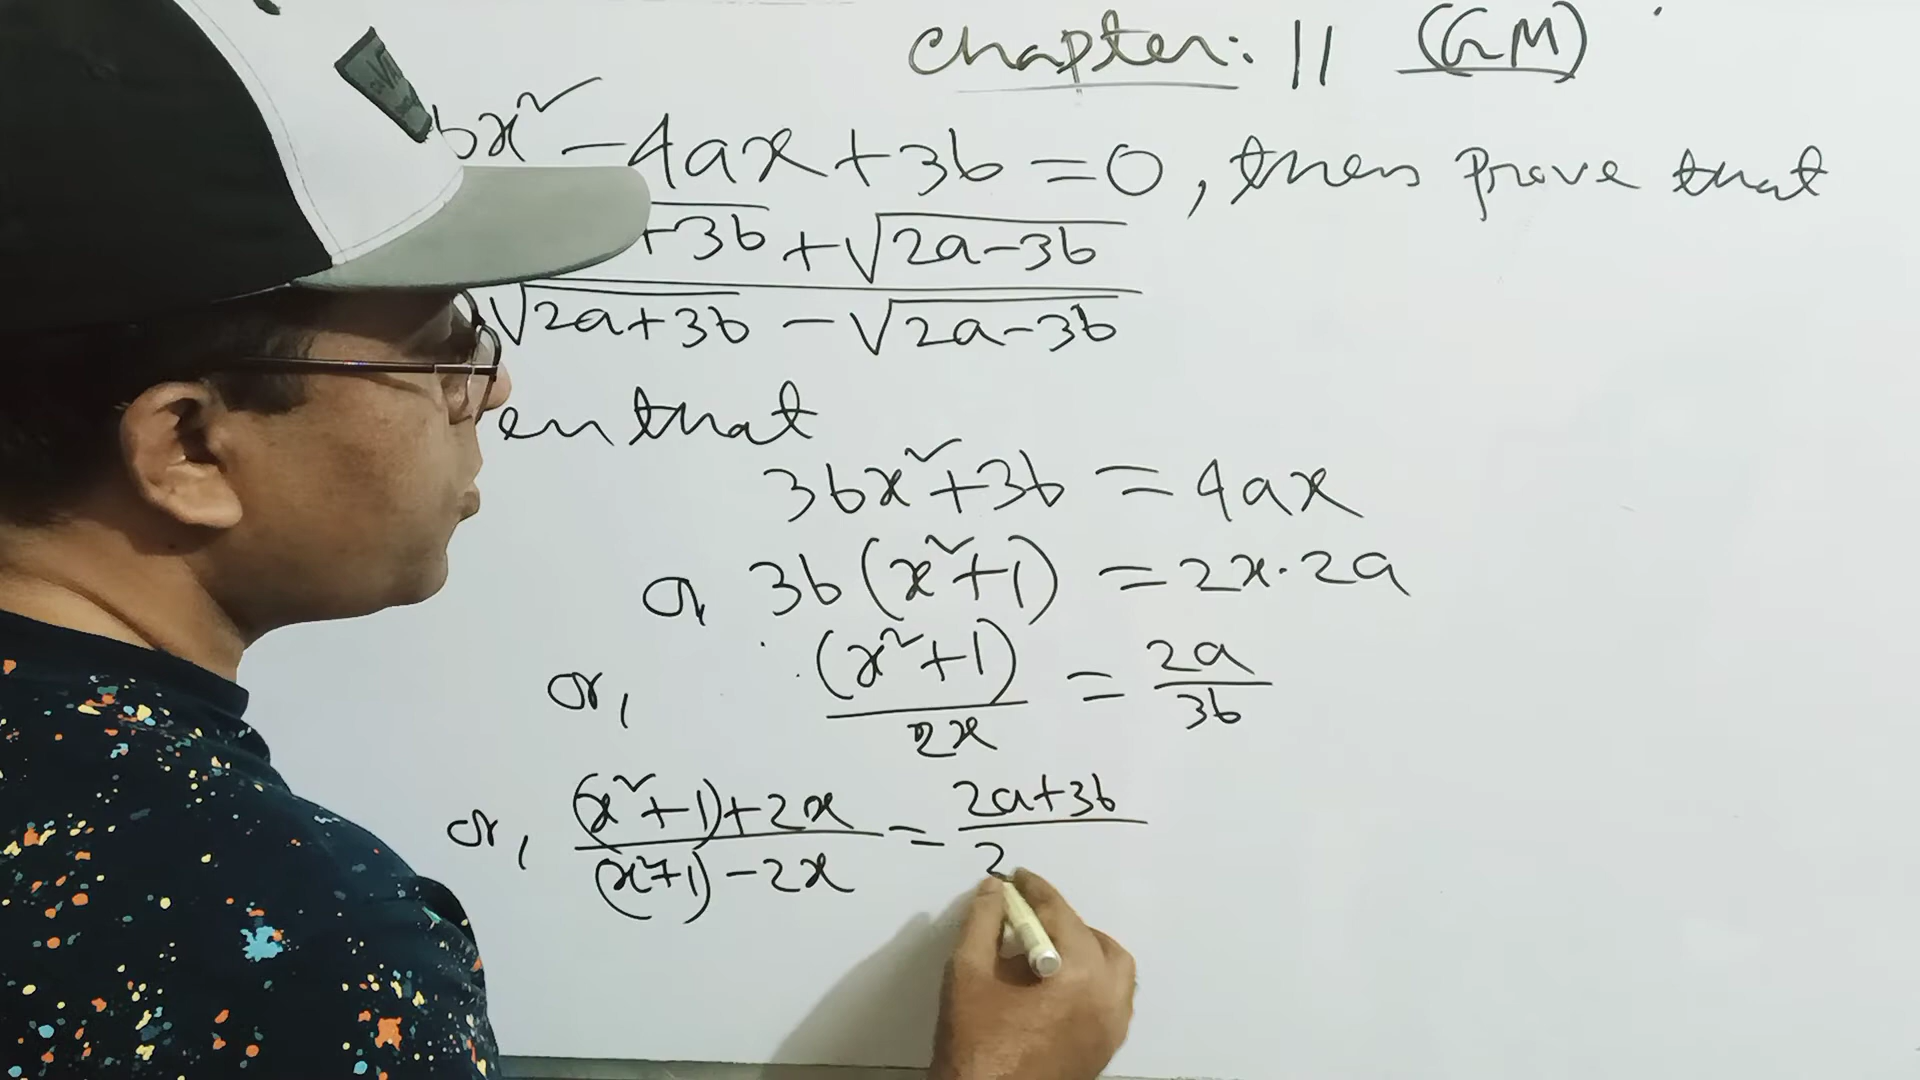 Chapter: 11 (GM)
bx² - 4ax + 3b = 0, then prove that
+3b + √2a-3b
√2a+3b - √2a-3b
en that
3bx² + 3b = 4ax
or 3b (x²+1) = 2x·2a
or, (x²+1)/2x = 2a/3b
or, (x²+1)+2x/(x²+1)-2x = 2a+3b/2